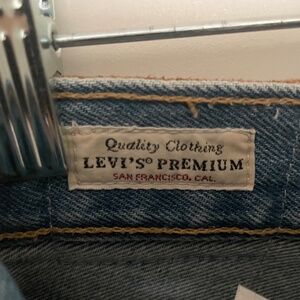 Quality Clothing
LEVI'S® PREMIUM
SAN FRANCISCO. CAL.